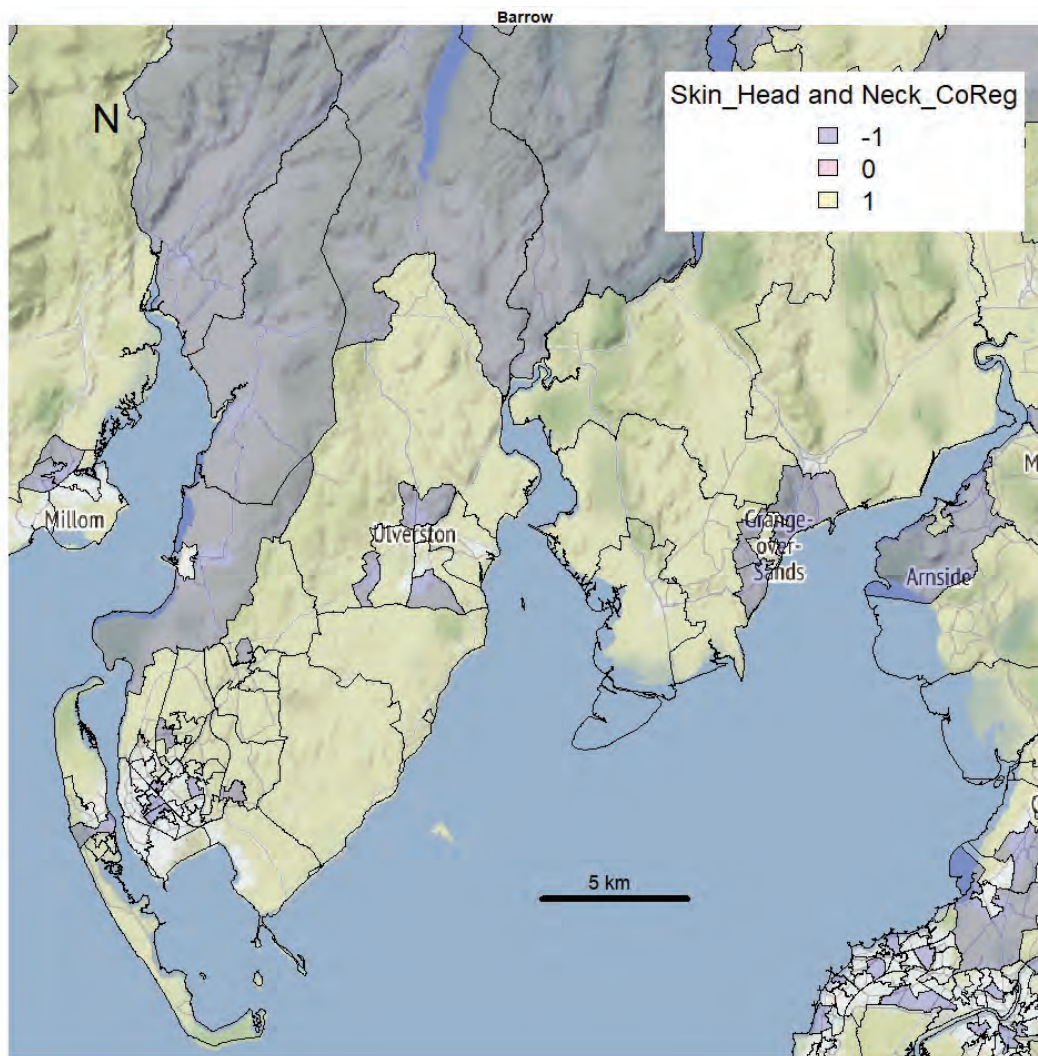 Barrow
Skin_Head and Neck_CoReg
N
-1
0
1
Millom
Ulverston
Grange-
over-
Sands
Arnside
M
C
5 km